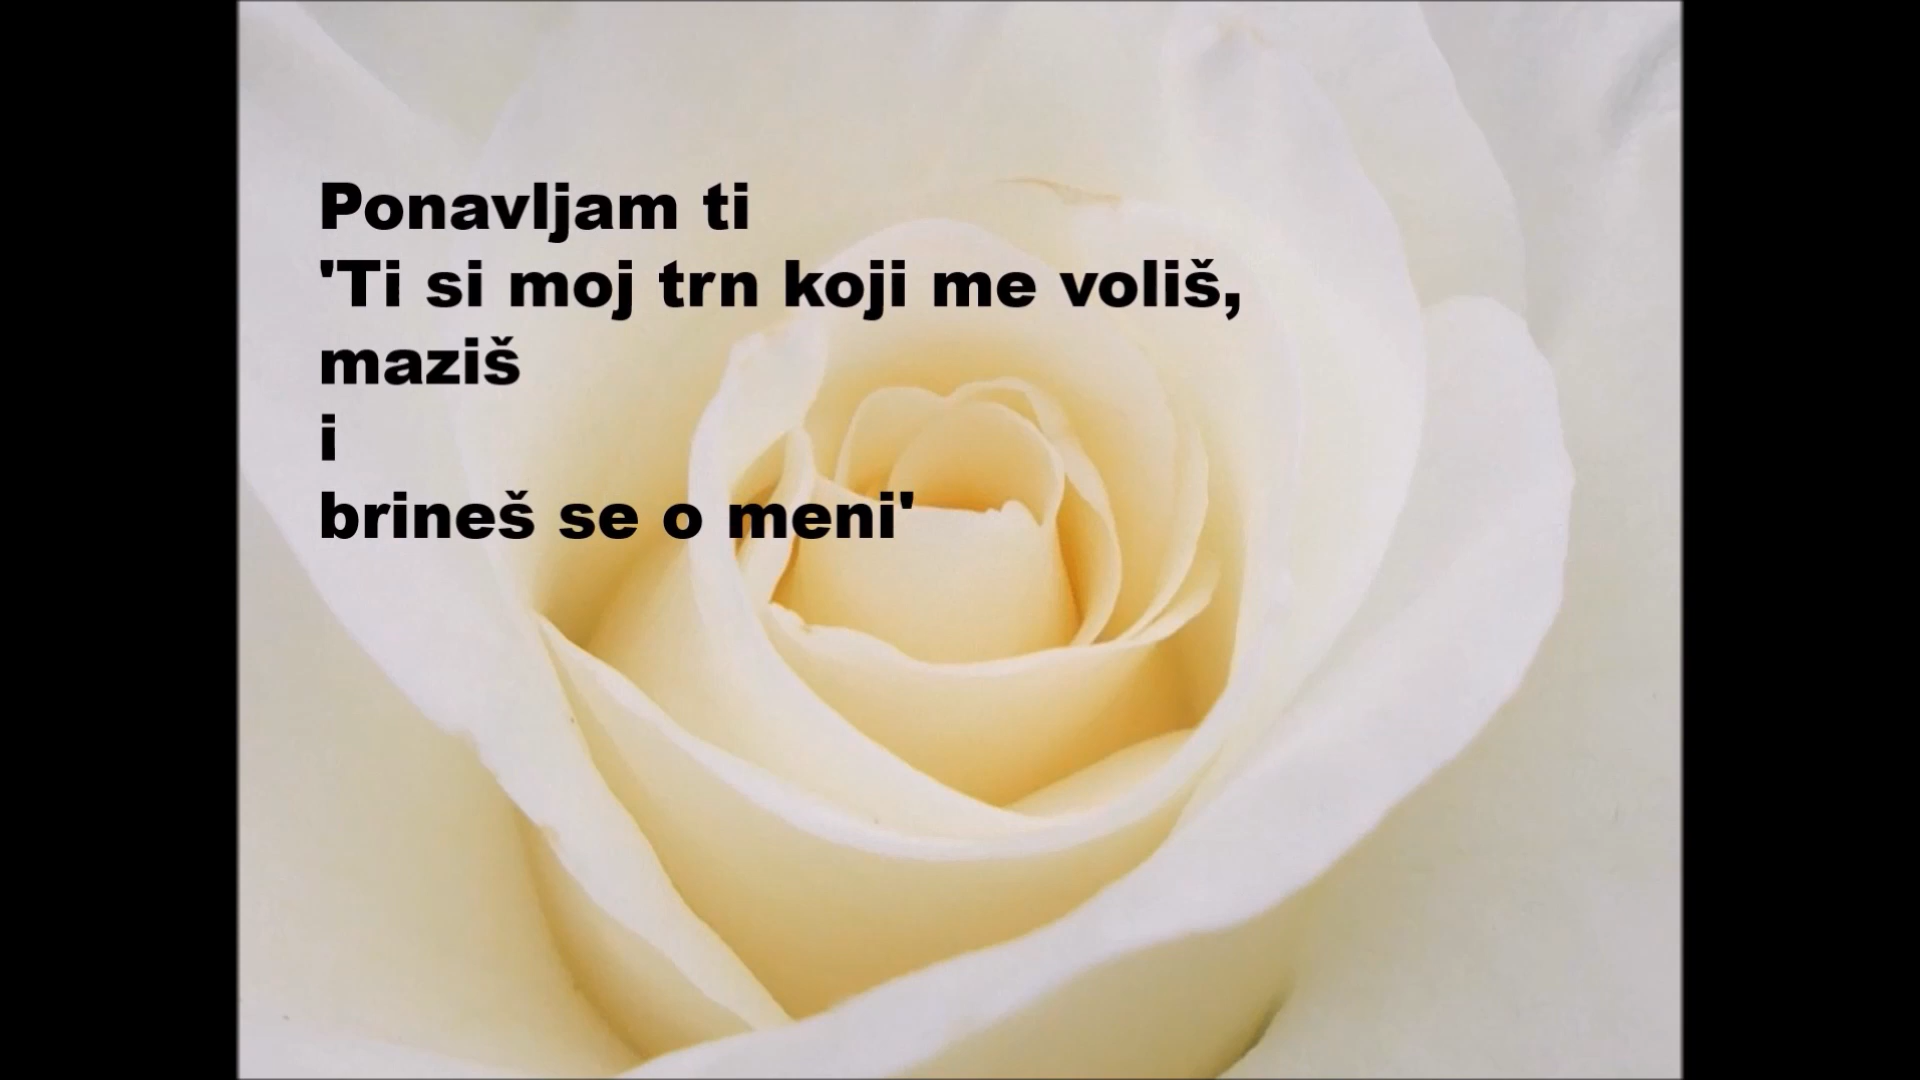 Ponavljam ti
'Ti si moj trn koji me voliš,
maziš
i
brineš se o meni'